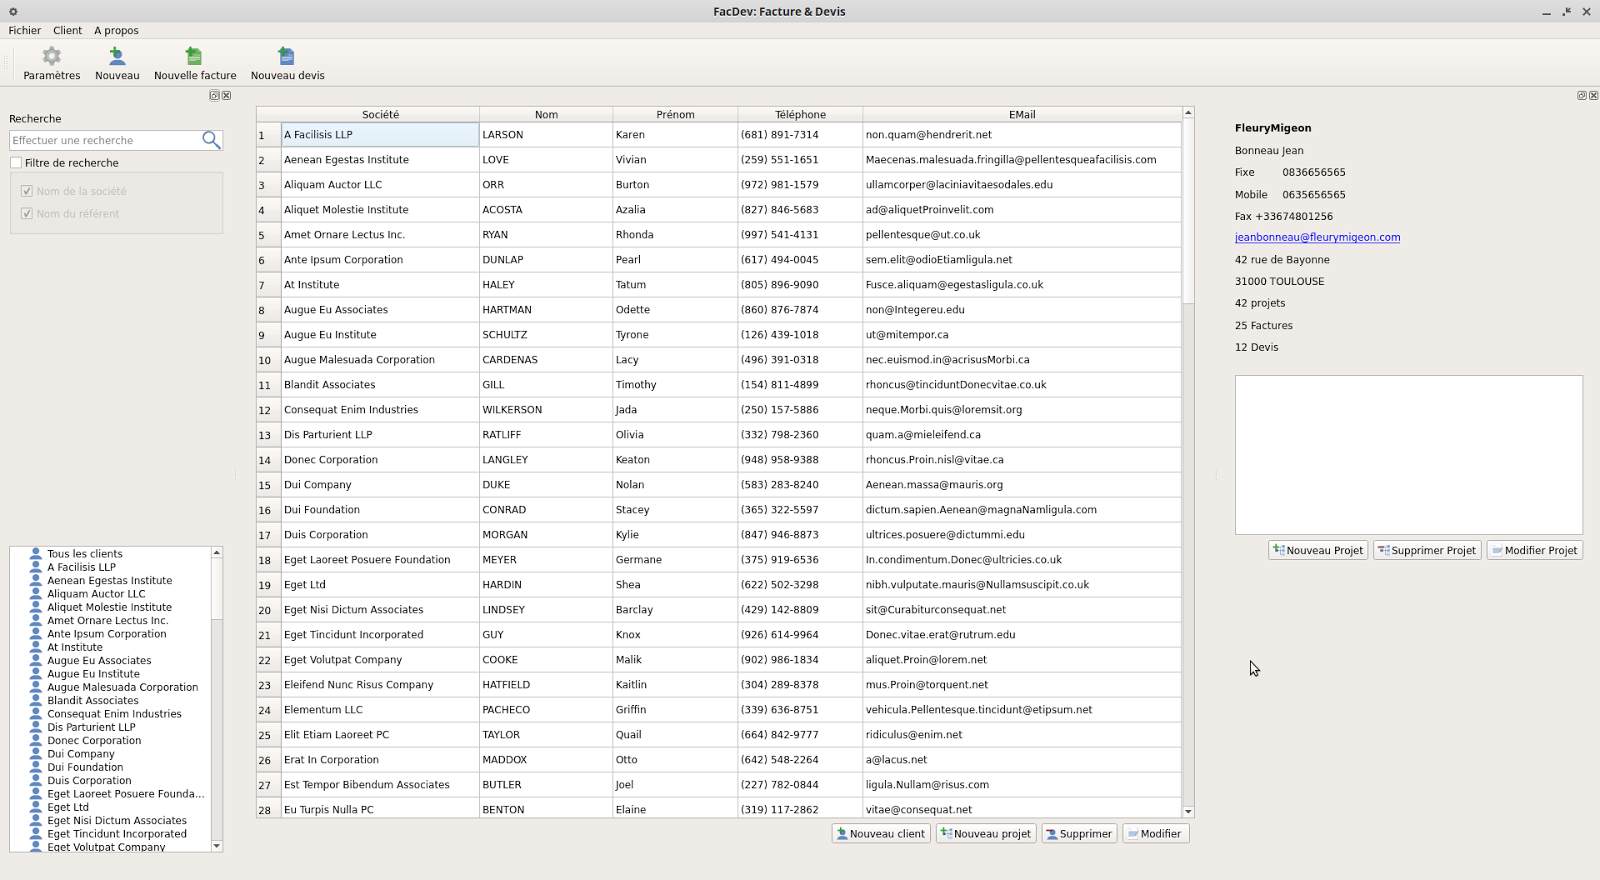 FacDev: Facture & Devis
Fichier Client A propos
Paramètres Nouveau Nouvelle facture Nouveau devis
Recherche
Effectuer une recherche
Filtre de recherche
Nom de la société
Nom du référent
Tous les clients
A Facilisis LLP
Aenean Egestas Institute
Aliquam Auctor LLC
Aliquet Molestie Institute
Amet Ornare Lectus Inc.
Ante Ipsum Corporation
At Institute
Augue Eu Associates
Augue Eu Institute
Augue Malesuada Corporation
Blandit Associates
Consequat Enim Industries
Dis Parturient LLP
Donec Corporation
Dui Company
Dui Foundation
Duis Corporation
Eget Laoreet Posuere Founda...
Eget Ltd
Eget Nisi Dictum Associates
Eget Tincidunt Incorporated
Eget Volutpat Company
Société Nom Prénom Téléphone EMail
1 A Facilisis LLP LARSON Karen (681) 891-7314 non.quam@hendrerit.net
2 Aenean Egestas Institute LOVE Vivian (259) 551-1651 Maecenas.malesuada.fringilla@pellentesqueafacilisis.com
3 Aliquam Auctor LLC ORR Burton (972) 981-1579 ullamcorper@laciniavitaesodales.edu
4 Aliquet Molestie Institute ACOSTA Azalia (827) 846-5683 ad@aliquetProinvelit.com
5 Amet Ornare Lectus Inc. RYAN Rhonda (997) 541-4131 pellentesque@ut.co.uk
6 Ante Ipsum Corporation DUNLAP Pearl (617) 494-0045 sem.elit@odioEtiamligula.net
7 At Institute HALEY Tatum (805) 896-9090 Fusce.aliquam@egestasligula.co.uk
8 Augue Eu Associates HARTMAN Odette (860) 876-7874 non@Integereu.edu
9 Augue Eu Institute SCHULTZ Tyrone (126) 439-1018 ut@mitempor.ca
10 Augue Malesuada Corporation CARDENAS Lacy (496) 391-0318 nec.euismod.in@acrisusMorbi.ca
11 Blandit Associates GILL Timothy (154) 811-4899 rhoncus@tinciduntDonecvitae.co.uk
12 Consequat Enim Industries WILKERSON Jada (250) 157-5886 neque.Morbi.quis@loremsit.org
13 Dis Parturient LLP RATLIFF Olivia (332) 798-2360 quam.a@mieleifend.ca
14 Donec Corporation LANGLEY Keaton (948) 958-9388 rhoncus.Proin.nisl@vitae.ca
15 Dui Company DUKE Nolan (583) 283-8240 Aenean.massa@mauris.org
16 Dui Foundation CONRAD Stacey (365) 322-5597 dictum.sapien.Aenean@magnaNamligula.com
17 Duis Corporation MORGAN Kylie (847) 946-8873 ultrices.posuere@dictummi.edu
18 Eget Laoreet Posuere Foundation MEYER Germane (375) 919-6536 In.condimentum.Donec@ultricies.co.uk
19 Eget Ltd HARDIN Shea (622) 502-3298 nibh.vulputate.mauris@Nullamsuscipit.co.uk
20 Eget Nisi Dictum Associates LINDSEY Barclay (429) 142-8809 sit@Curabiturconsequat.net
21 Eget Tincidunt Incorporated GUY Knox (926) 614-9964 Donec.vitae.erat@rutrum.edu
22 Eget Volutpat Company COOKE Malik (902) 986-1834 aliquet.Proin@lorem.net
23 Eleifend Nunc Risus Company HATFIELD Kaitlin (304) 289-8378 mus.Proin@torquent.net
24 Elementum LLC PACHECO Griffin (339) 636-8751 vehicula.Pellentesque.tincidunt@etipsum.net
25 Elit Etiam Laoreet PC TAYLOR Quail (664) 842-9777 ridiculus@enim.net
26 Erat In Corporation MADDOX Otto (642) 548-2264 a@lacus.net
27 Est Tempor Bibendum Associates BUTLER Joel (227) 782-0844 ligula.Nullam@risus.com
28 Eu Turpis Nulla PC BENTON Elaine (319) 117-2862 vitae@consequat.net
Nouveau client Nouveau projet Supprimer Modifier
FleuryMigeon
Bonneau Jean
Fixe 0836656565
Mobile 0635656565
Fax +33674801256
jeanbonneau@fleurymigeon.com
42 rue de Bayonne
31000 TOULOUSE
42 projets
25 Factures
12 Devis
Nouveau Projet Supprimer Projet Modifier Projet